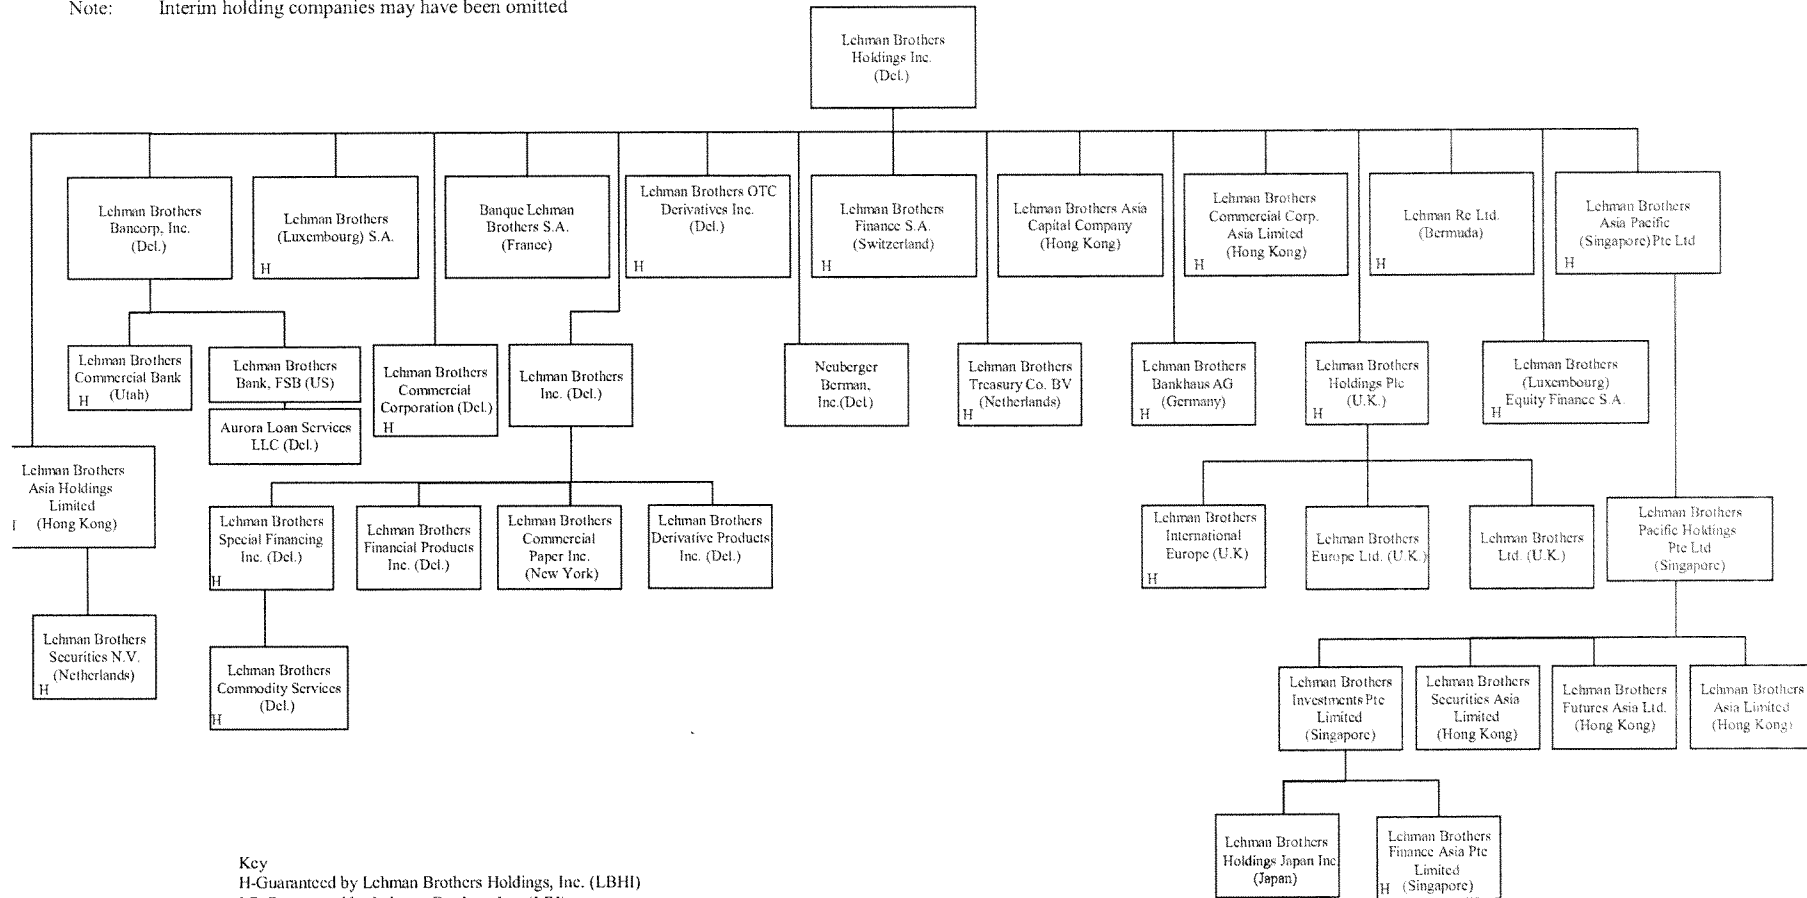 Note: Interim holding companies may have been omitted
Lehman Brothers
Holdings Inc.
(Del.)
Lehman Brothers
Bancorp, Inc.
(Del.)
Lehman Brothers
(Luxembourg) S.A.
H
Banque Lehman
Brothers S.A.
(France)
Lehman Brothers OTC
Derivatives Inc.
(Del.)
H
Lehman Brothers
Finance S.A.
(Switzerland)
H
Lehman Brothers Asia
Capital Company
(Hong Kong)
Lehman Brothers
Commercial Corp.
Asia Limited
(Hong Kong)
H
Lehman Re Ltd.
(Bermuda)
H
Lehman Brothers
Asia Pacific
(Singapore) Pte Ltd
H
Lehman Brothers
Commercial Bank
(Utah)
H
Lehman Brothers
Bank, FSB (US)
Aurora Loan Services
LLC (Del.)
Lehman Brothers
Commercial
Corporation (Del.)
H
Lehman Brothers
Inc. (Del.)
Neuberger
Berman,
Inc.(Del.)
Lehman Brothers
Treasury Co. BV
(Netherlands)
H
Lehman Brothers
Bankhaus AG
(Germany)
H
Lehman Brothers
Holdings Plc
(U.K.)
H
Lehman Brothers
(Luxembourg)
Equity Finance S.A.
H
Lehman Brothers
Asia Holdings
Limited
(Hong Kong)
Lehman Brothers
Special Financing
Inc. (Del.)
H
Lehman Brothers
Financial Products
Inc. (Del.)
Lehman Brothers
Commercial
Paper Inc.
(New York)
Lehman Brothers
Derivative Products
Inc. (Del.)
Lehman Brothers
International
Europe (U.K)
H
Lehman Brothers
Europe Ltd. (U.K.)
Lehman Brothers
Ltd. (U.K.)
Lehman Brothers
Pacific Holdings
Pte Ltd
(Singapore)
Lehman Brothers
Securities N.V.
(Netherlands)
H
Lehman Brothers
Commodity Services
(Del.)
H
Lehman Brothers
Investments Pte
Limited
(Singapore)
Lehman Brothers
Securities Asia
Limited
(Hong Kong)
Lehman Brothers
Futures Asia Ltd.
(Hong Kong)
Lehman Brothers
Asia Limited
(Hong Kong)
Lehman Brothers
Holdings Japan Inc
(Japan)
Lehman Brothers
Finance Asia Pte
Limited
(Singapore)
H
Key
H-Guaranteed by Lehman Brothers Holdings, Inc. (LBHI)